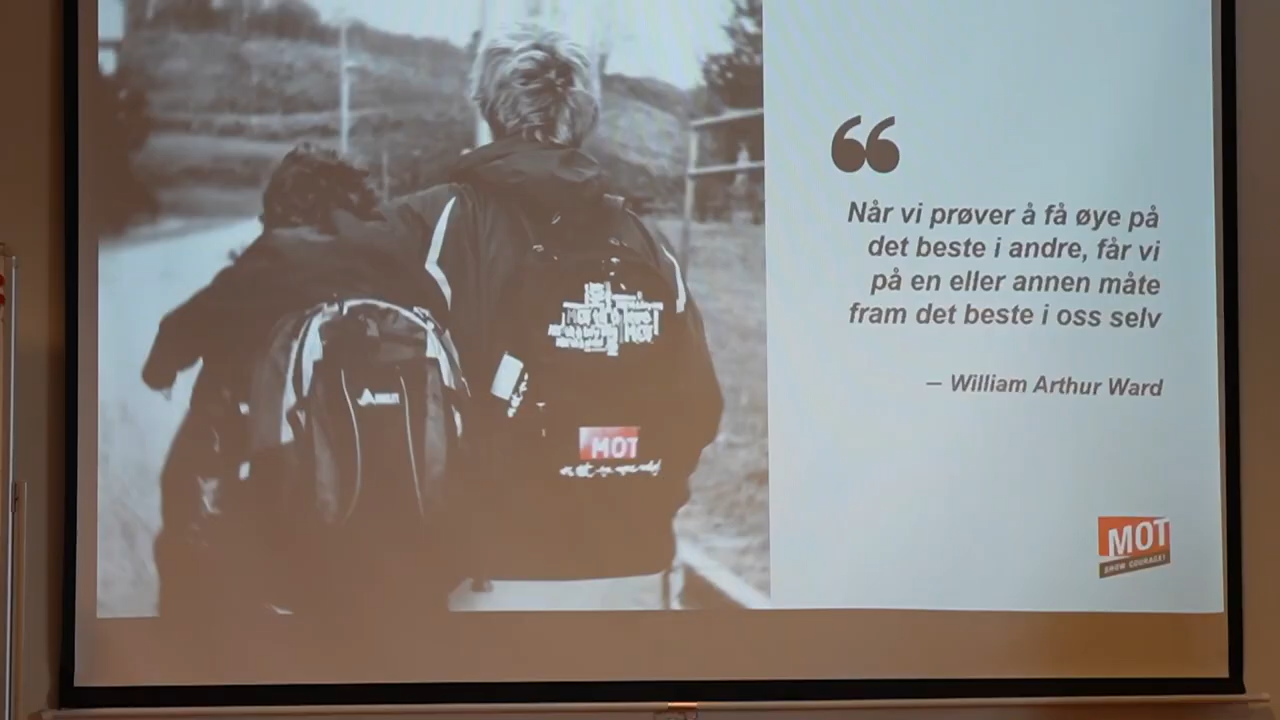 “
Når vi prøver å få øye på
det beste i andre, får vi
på en eller annen måte
fram det beste i oss selv
— William Arthur Ward
MOT
MOT
SHOW COURAGE!